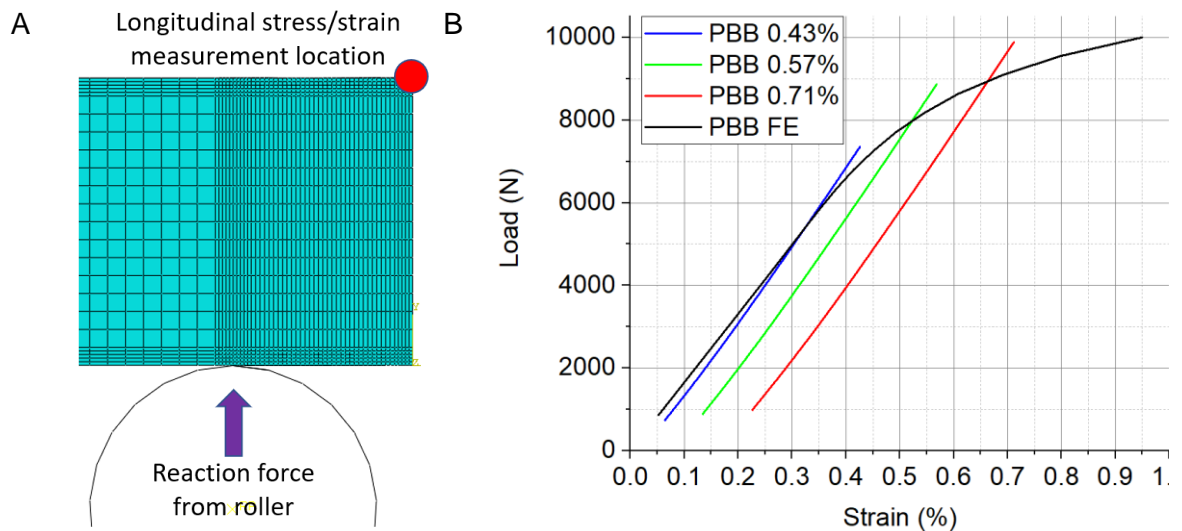 A
Longitudinal stress/strain
measurement location
Y
Reaction force
from roller
B
PBB 0.43%
PBB 0.57%
PBB 0.71%
PBB FE
Load (N)
10000
8000
6000
4000
2000
0
0.0 0.1 0.2 0.3 0.4 0.5 0.6 0.7 0.8 0.9 1.
Strain (%)